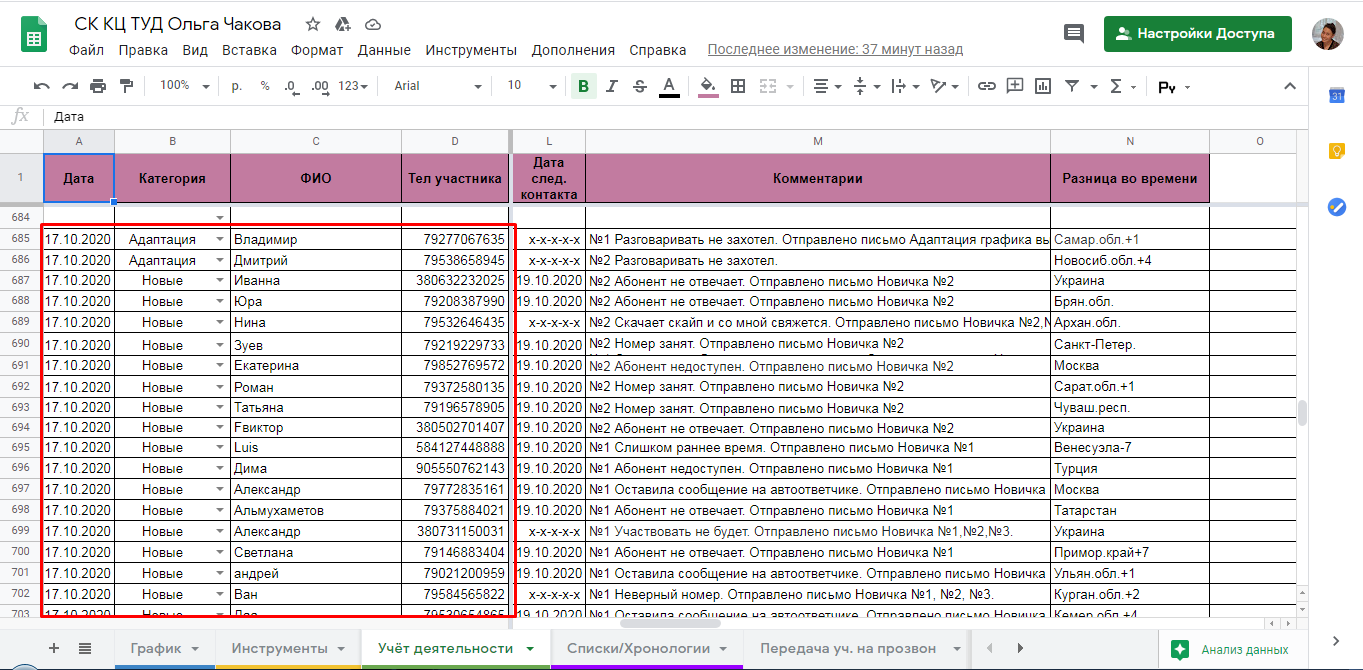 СК КЦ ТУД Ольга Чакова
Файл Правка Вид Вставка Формат Данные Инструменты Дополнения Справка Последнее изменение: 37 минут назад
Настройки Доступа
100% р. % .0 .00 123 Arial 10 B I S A Ру
fx Дата
A B C D L M N O
1 Дата Категория ФИО Тел участника Дата след. контакта Комментарии Разница во времени
684
685 17.10.2020 Адаптация Владимир 79277067635 х-х-х-х-х №1 Разговаривать не захотел. Отправлено письмо Адаптация графика вы Самар.обл.+1
686 17.10.2020 Адаптация Дмитрий 79538658945 х-х-х-х-х №2 Разговаривать не захотел. Новосиб.обл.+4
687 17.10.2020 Новые Иванна 380632232025 19.10.2020 №2 Абонент не отвечает. Отправлено письмо Новичка №2 Украина
688 17.10.2020 Новые Юра 79208387990 19.10.2020 №2 Абонент не отвечает. Отправлено письмо Новичка №2 Брян.обл.
689 17.10.2020 Новые Нина 79532646435 х-х-х-х-х №2 Скачает скайп и со мной свяжется. Отправлено письмо Новичка №2,№ Архан.обл.
690 17.10.2020 Новые Зуев 79219229733 19.10.2020 №2 Номер занят. Отправлено письмо Новичка №2 Санкт-Петер.
691 17.10.2020 Новые Екатерина 79852769572 19.10.2020 №2 Абонент недоступен. Отправлено письмо Новичка №2 Москва
692 17.10.2020 Новые Роман 79372580135 19.10.2020 №2 Номер занят. Отправлено письмо Новичка №2 Сарат.обл.+1
693 17.10.2020 Новые Татьяна 79196578905 19.10.2020 №2 Номер занят. Отправлено письмо Новичка №2 Чуваш.респ.
694 17.10.2020 Новые Fвиктор 380502701407 19.10.2020 №2 Абонент не отвечает. Отправлено письмо Новичка №2 Украина
695 17.10.2020 Новые Luis 584127448888 19.10.2020 №1 Слишком раннее время. Отправлено письмо Новичка №1 Венесуэла-7
696 17.10.2020 Новые Дима 905550762143 19.10.2020 №1 Абонент недоступен. Отправлено письмо Новичка №1 Турция
697 17.10.2020 Новые Александр 79772835161 19.10.2020 №1 Оставила сообщение на автоответчике. Отправлено письмо Новичка Москва
698 17.10.2020 Новые Альмухаметов 79375884021 19.10.2020 №1 Абонент не отвечает. Отправлено письмо Новичка №1 Татарстан
699 17.10.2020 Новые Александр 380731150031 х-х-х-х-х №1 Участвовать не будет. Отправлено письмо Новичка №1,№2,№3. Украина
700 17.10.2020 Новые Светлана 79146883404 19.10.2020 №1 Абонент не отвечает. Отправлено письмо Новичка №1 Примор.край+7
701 17.10.2020 Новые андрей 79021200959 19.10.2020 №1 Оставила сообщение на автоответчике. Отправлено письмо Новичка Ульян.обл.+1
702 17.10.2020 Новые Ван 79584565822 х-х-х-х-х №1 Неверный номер. Отправлено письмо Новичка №1, №2, №3. Курган.обл.+2
703 17.10.2020 Новые 79530654865 19.10.2020 №1 Оставила сообщение на автоответчике. Отправлено письмо Новичка Кемер.обл.+4
График Инструменты Учёт деятельности Списки/Хронологии Передача уч. на прозвон Анализ данных